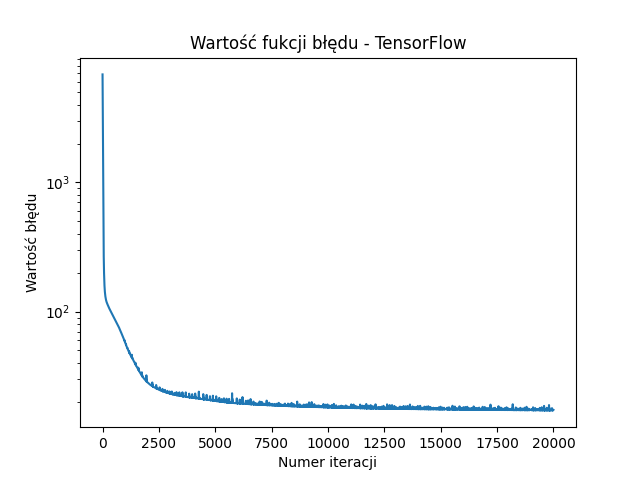 Wartość fukcji błędu - TensorFlow
Wartość błędu
10³
10²
0 2500 5000 7500 10000 12500 15000 17500 20000
Numer iteracji